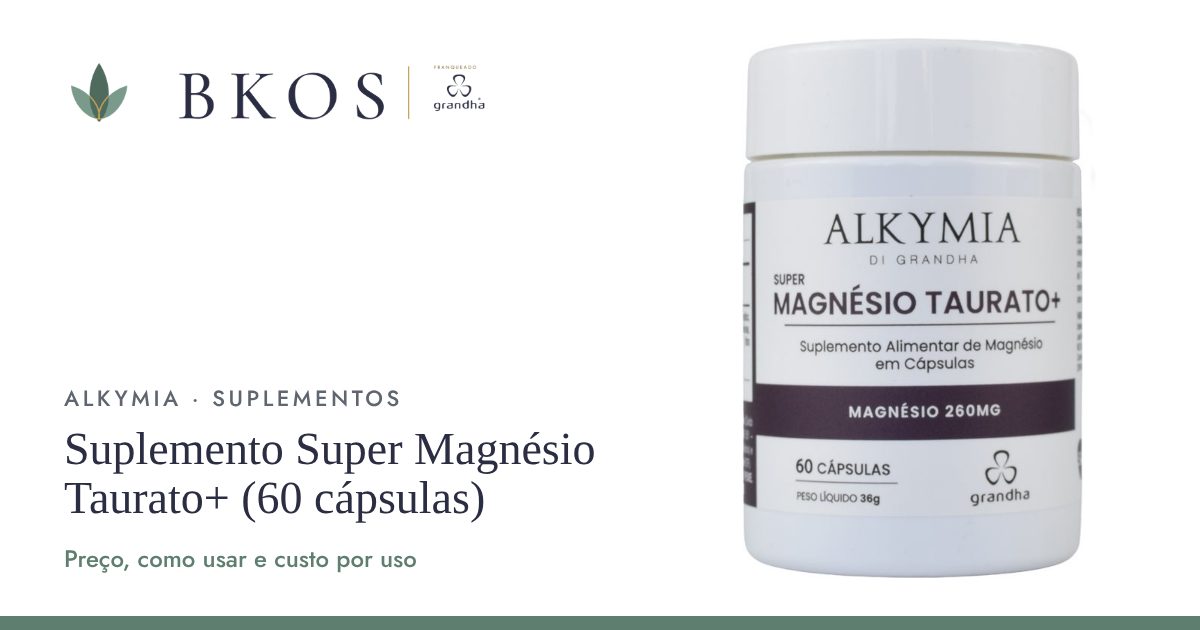 BKOS
FRANQUEADO
grandha
ALKYMIA · SUPLEMENTOS
Suplemento Super Magnésio
Taurato+ (60 cápsulas)
Preço, como usar e custo por uso
ALKYMIA
DI GRANDHA
SUPER
MAGNÉSIO TAURATO+
Suplemento Alimentar de Magnésio
em Cápsulas
MAGNÉSIO 260MG
60 CÁPSULAS
PESO LÍQUIDO 36g
grandha